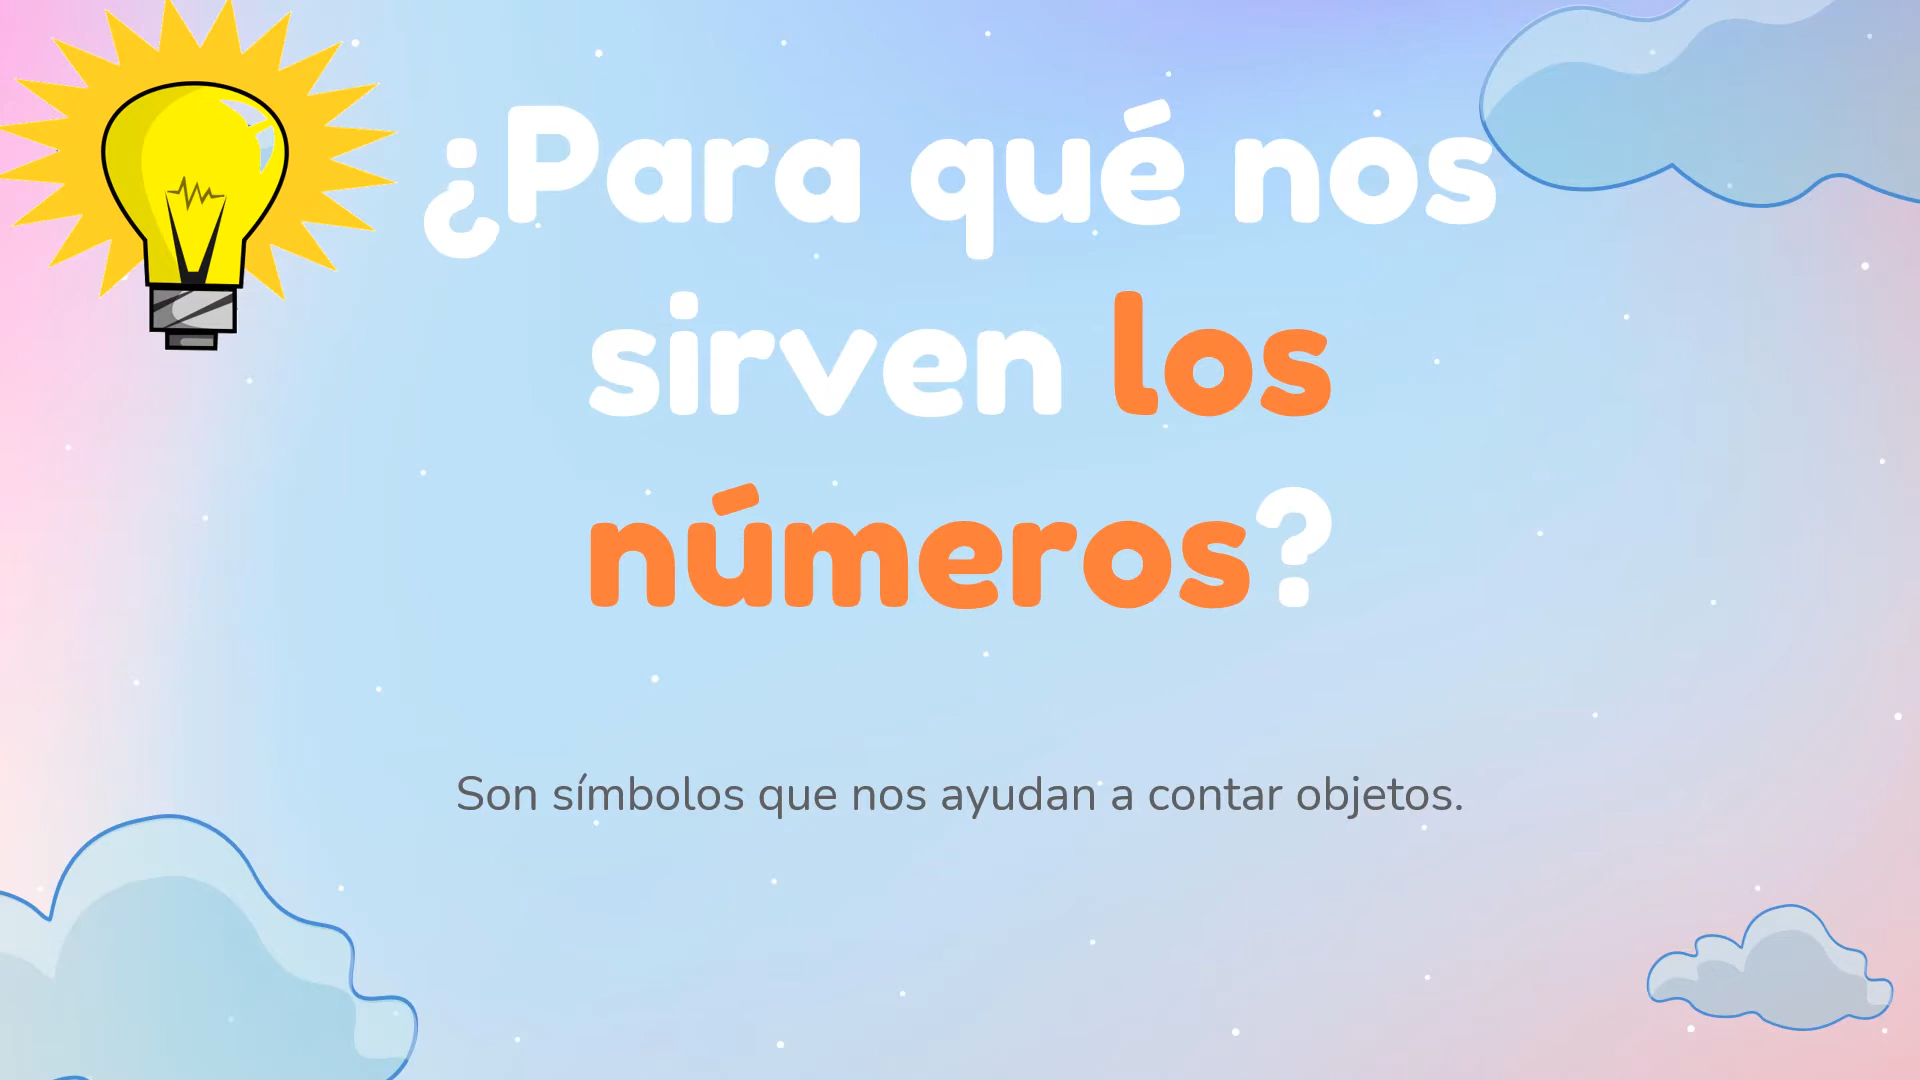 ¿Para qué nos
sirven los
números?
Son símbolos que nos ayudan a contar objetos.